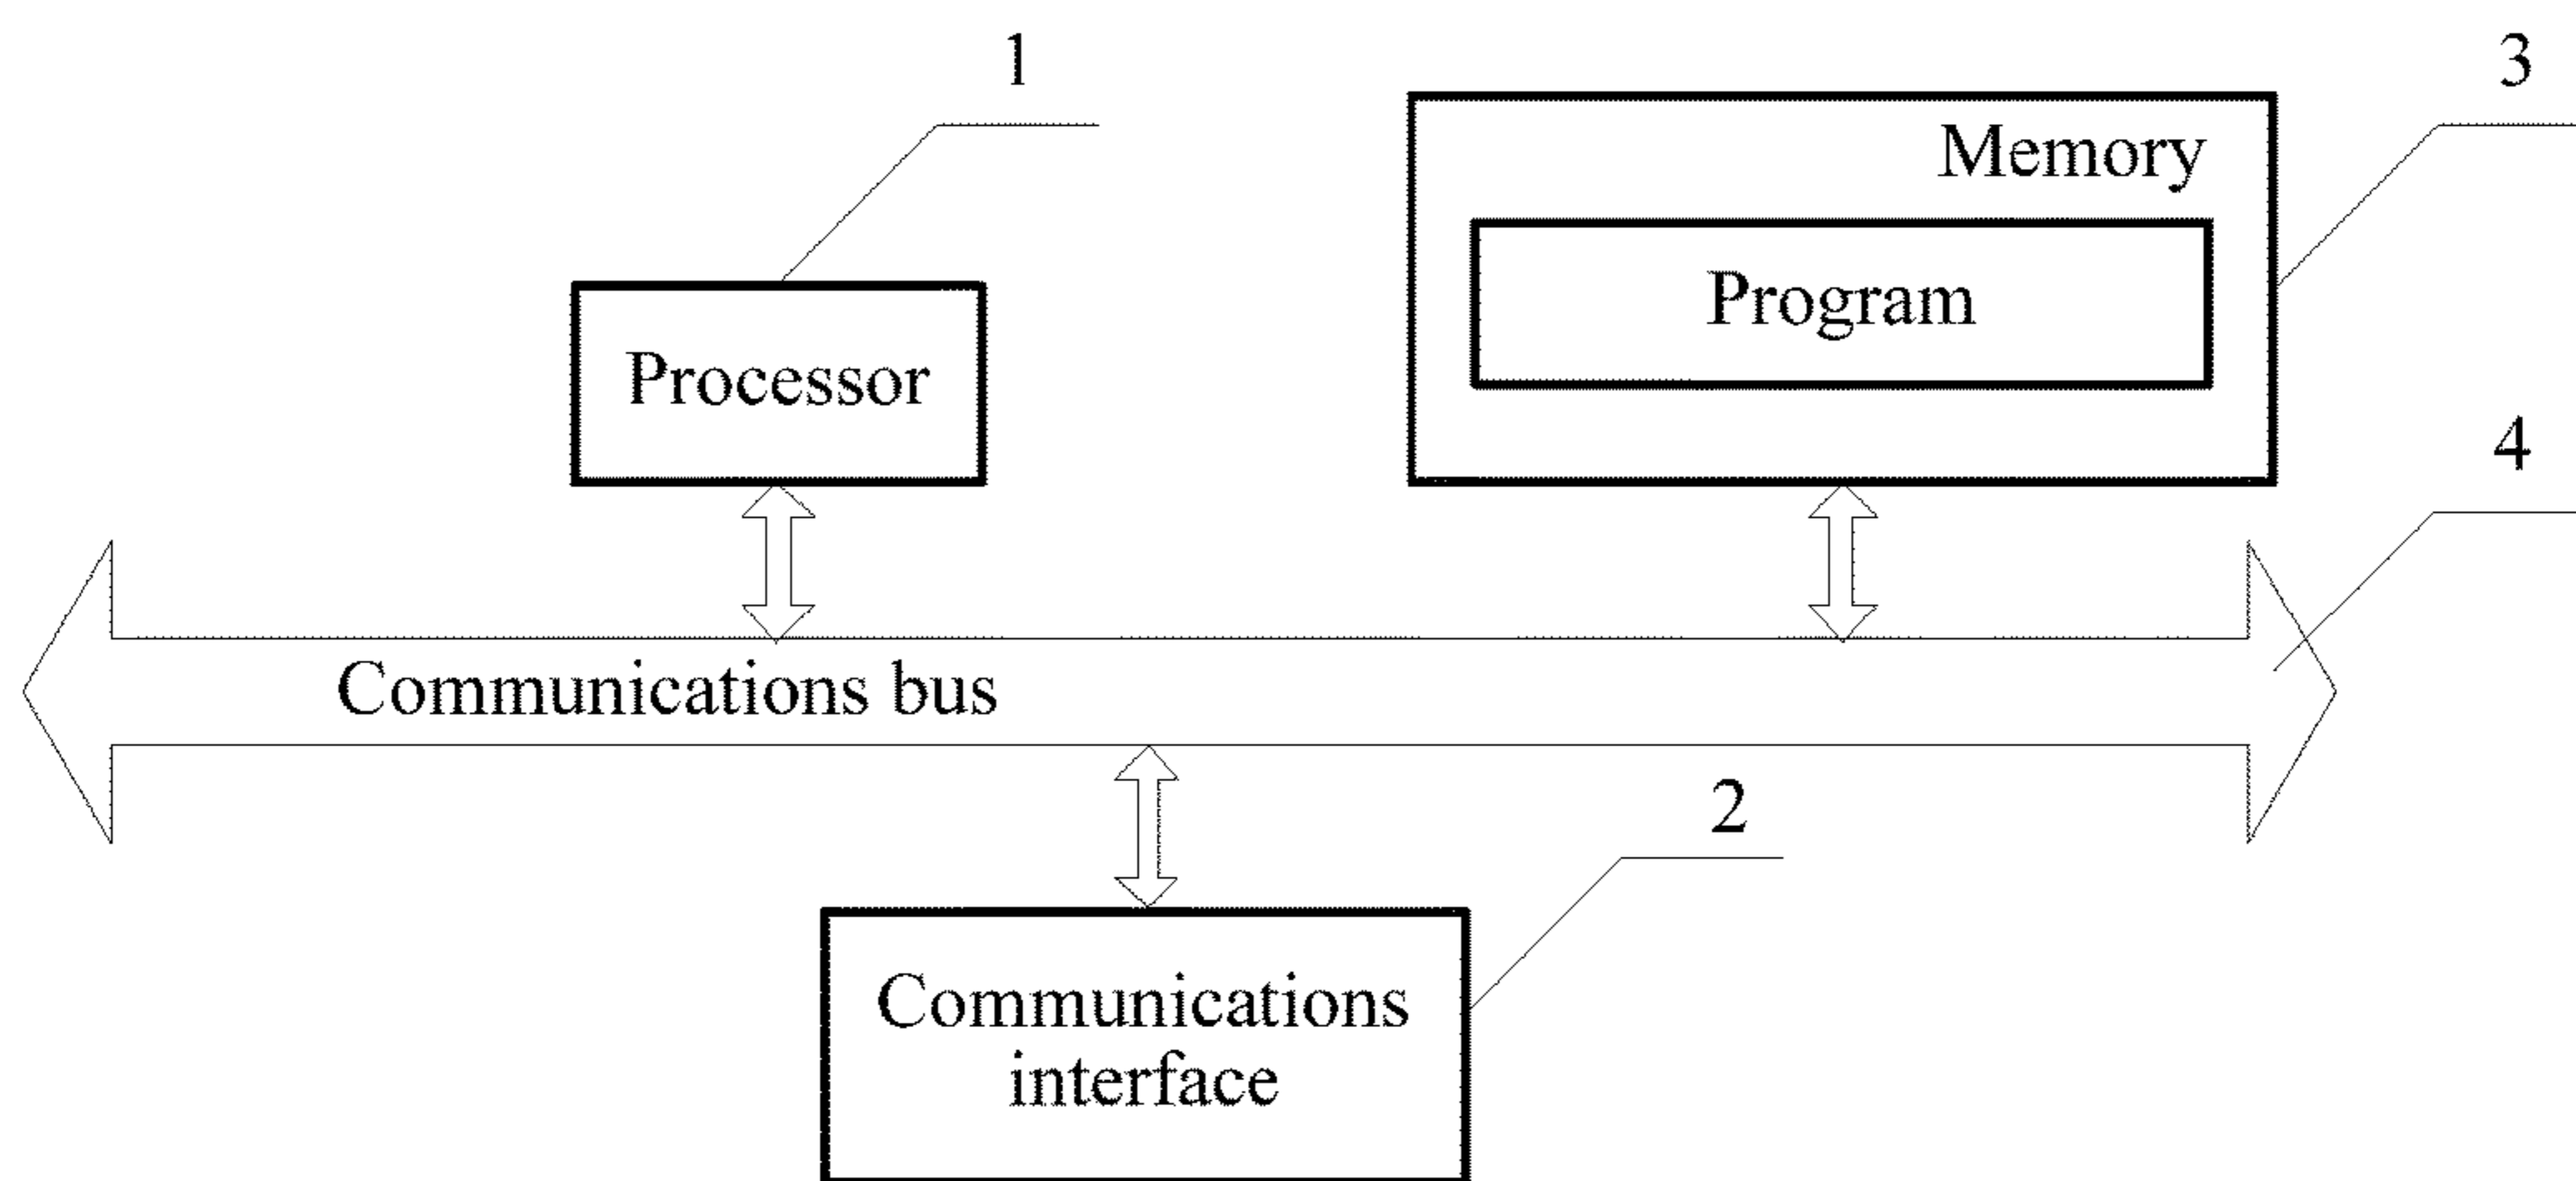 1
3
Memory
Program
Processor
4
Communications bus
2
Communications
interface